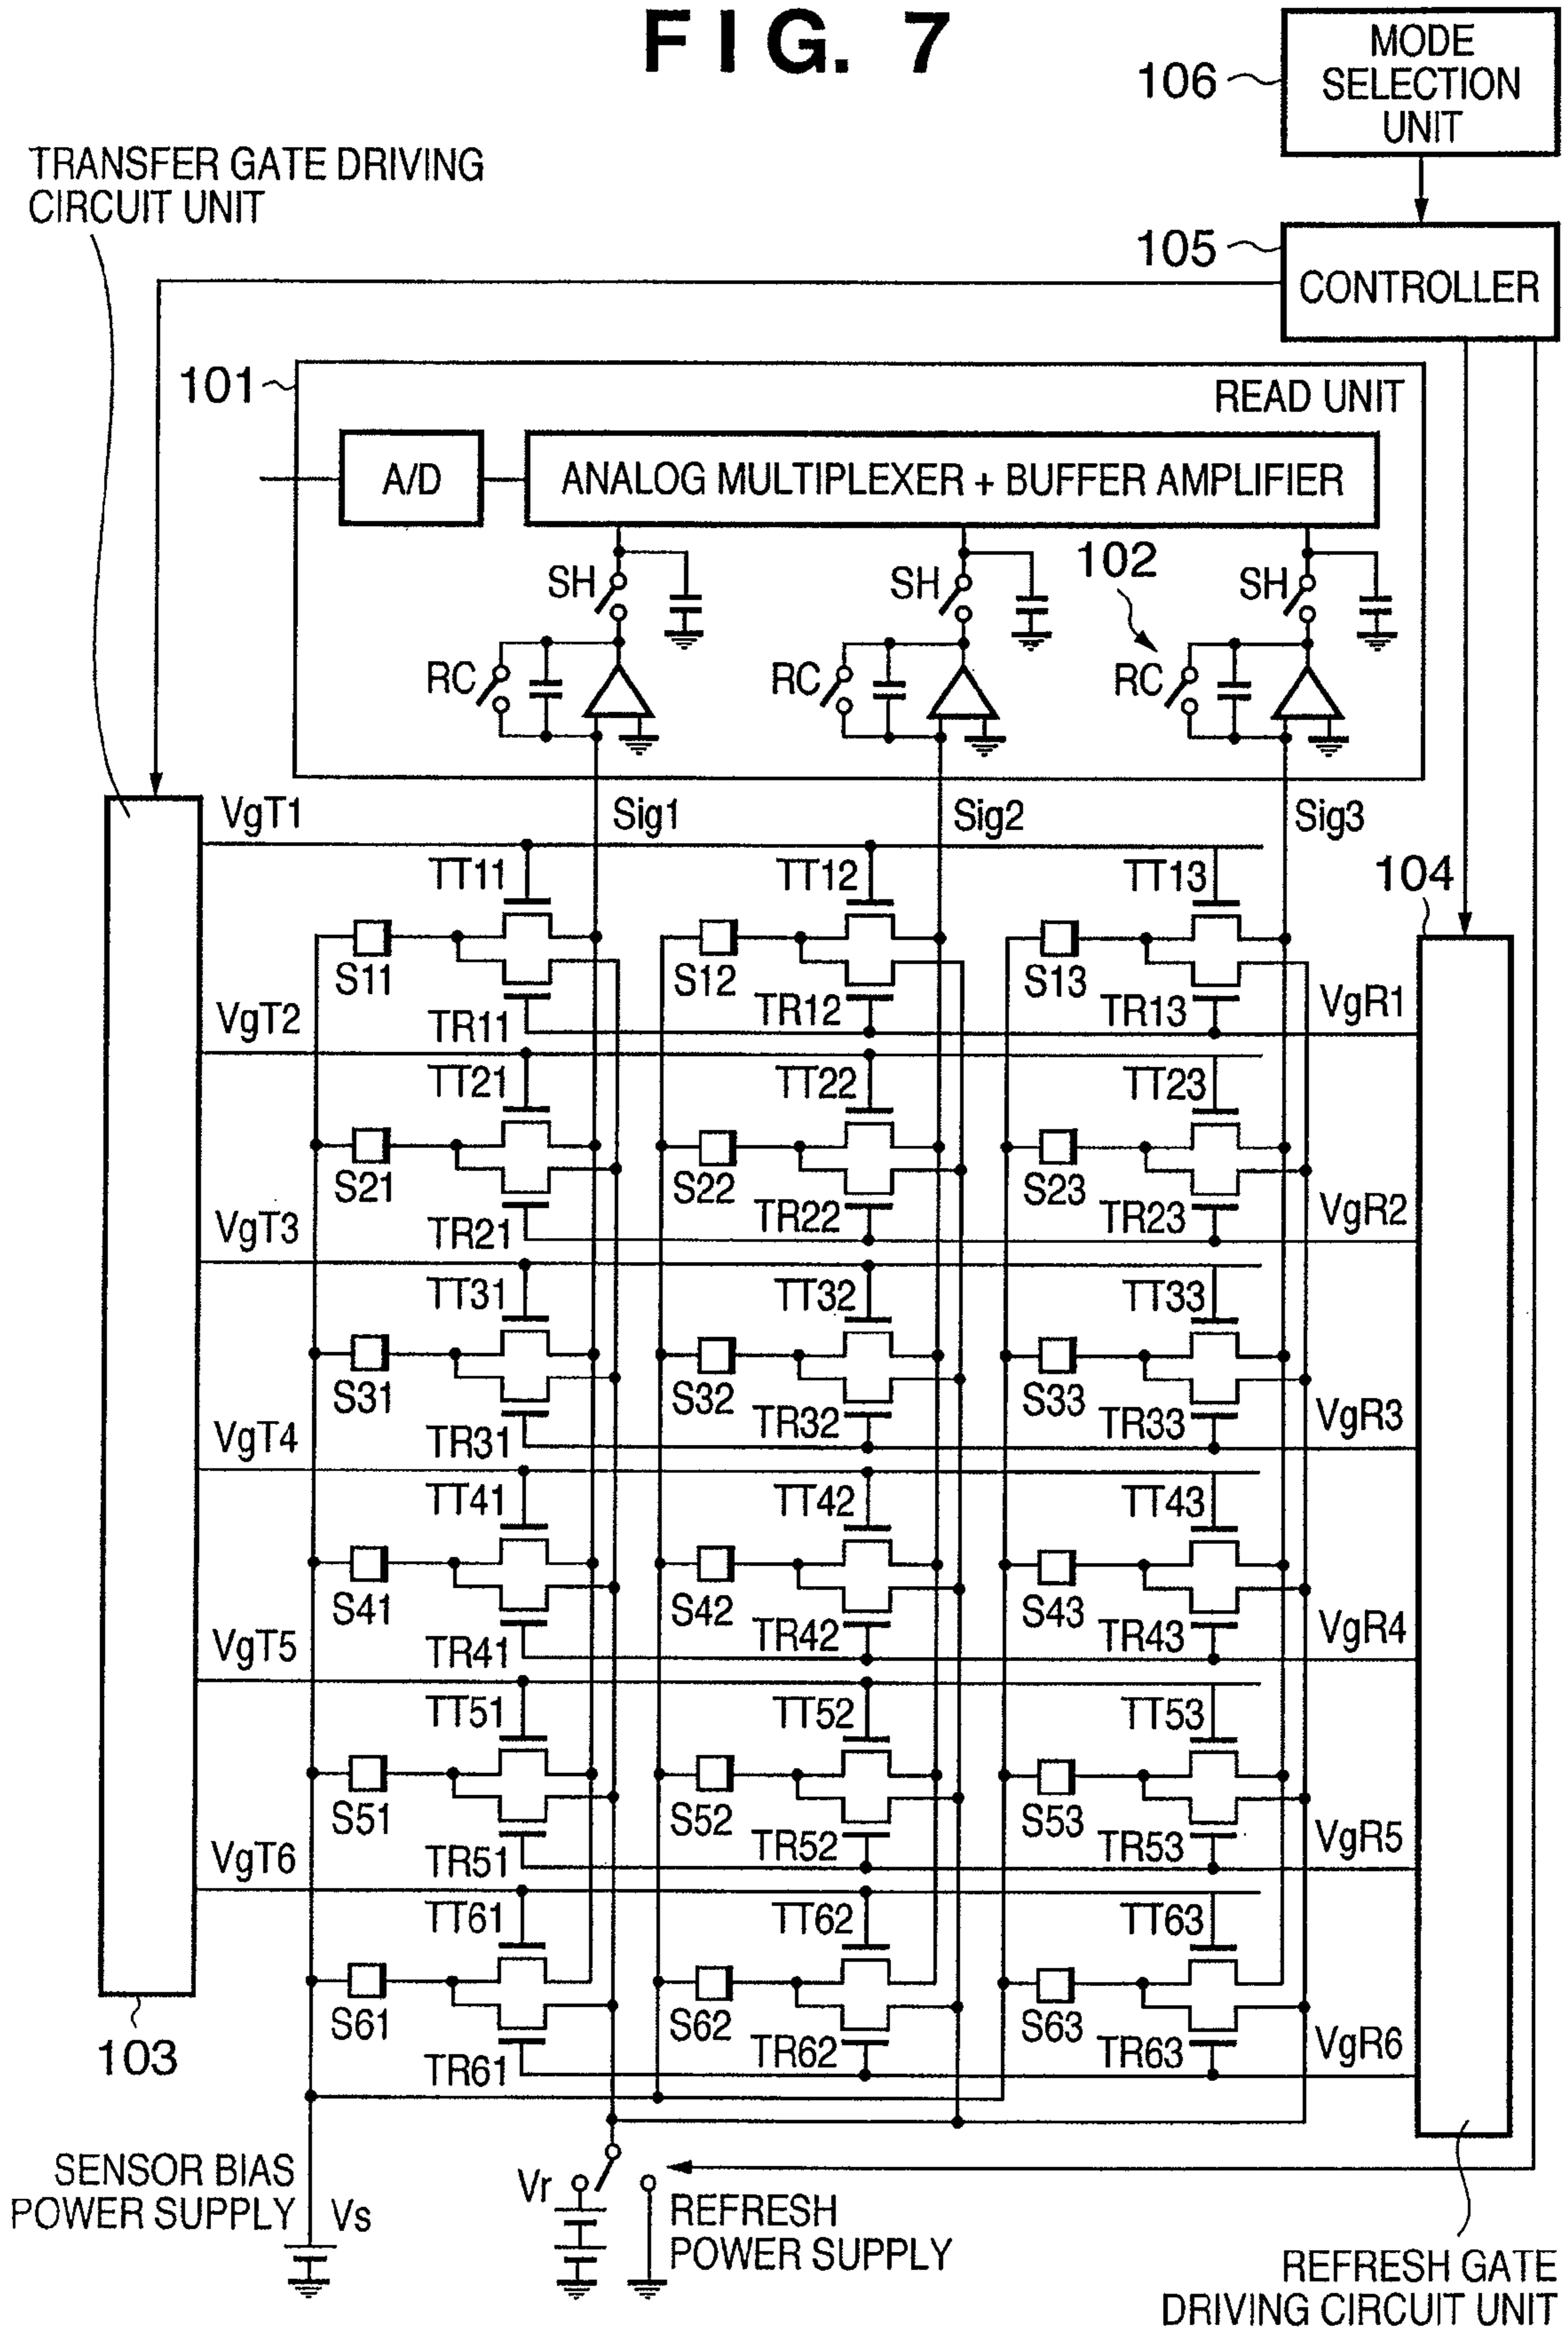 FIG. 7
106
MODE
SELECTION
UNIT
TRANSFER GATE DRIVING
CIRCUIT UNIT
105
CONTROLLER
101
READ UNIT
A/D
ANALOG MULTIPLEXER + BUFFER AMPLIFIER
SH
SH
102
SH
RC
RC
RC
VgT1
Sig1
Sig2
Sig3
TT11
TT12
TT13
104
S11
S12
S13
VgT2
TR11
TR12
TR13
VgR1
TT21
TT22
TT23
S21
S22
S23
VgT3
TR21
TR22
TR23
VgR2
TT31
TT32
TT33
S31
S32
S33
VgT4
TR31
TR32
TR33
VgR3
TT41
TT42
TT43
S41
S42
S43
VgT5
TR41
TR42
TR43
VgR4
TT51
TT52
TT53
S51
S52
S53
VgT6
TR51
TR52
TR53
VgR5
TT61
TT62
TT63
S61
S62
S63
103
TR61
TR62
TR63
VgR6
SENSOR BIAS
POWER SUPPLY
Vs
Vr
REFRESH
POWER SUPPLY
REFRESH GATE
DRIVING CIRCUIT UNIT